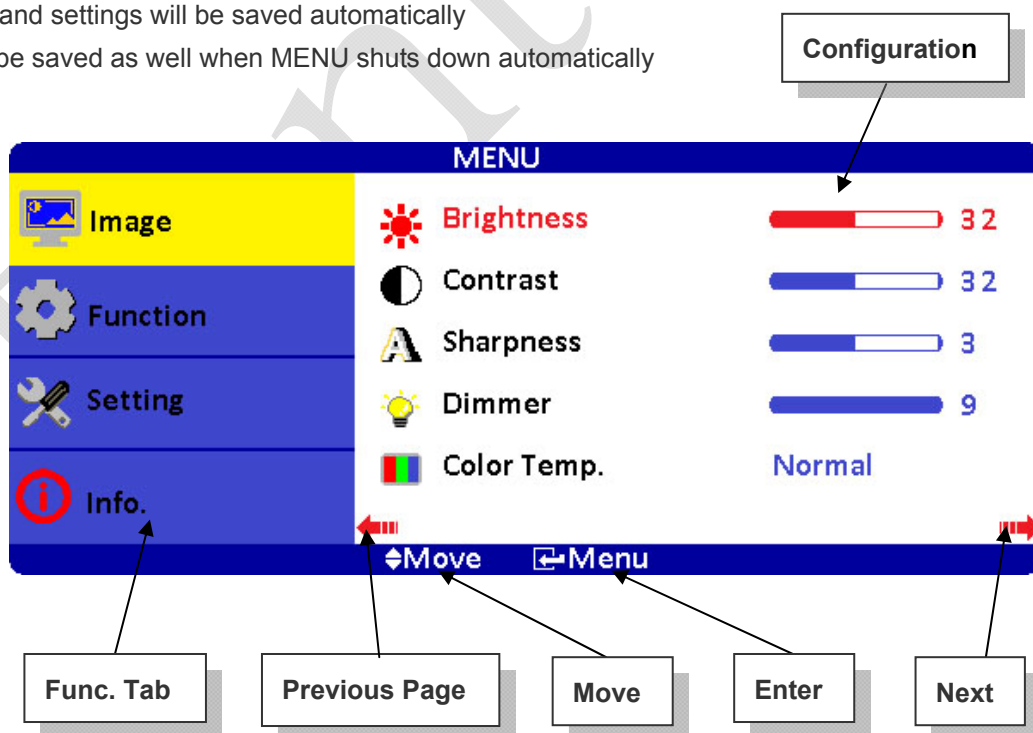 and settings will be saved automatically
be saved as well when MENU shuts down automatically
Configuration
MENU
Image
Brightness 32
Contrast 32
Function
Sharpness 3
Setting
Dimmer 9
Color Temp. Normal
Info.
Move Menu
Func. Tab
Previous Page
Move
Enter
Next